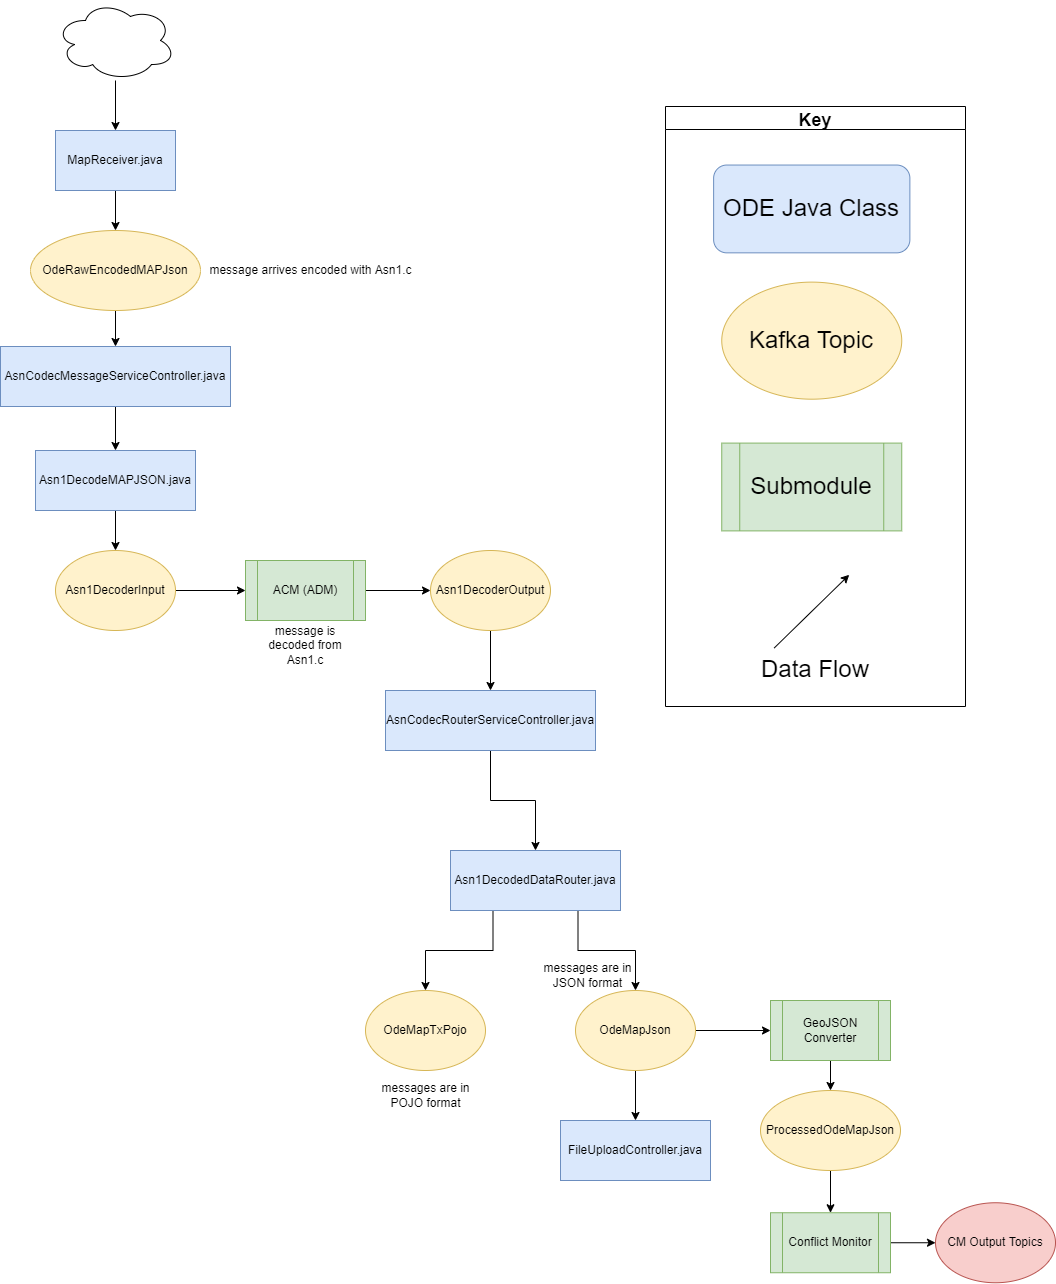 MapReceiver.java
OdeRawEncodedMAPJson
message arrives encoded with Asn1.c
AsnCodecMessageServiceController.java
Asn1DecodeMAPJSON.java
Asn1DecoderInput
ACM (ADM)
message is
decoded from
Asn1.c
Asn1DecoderOutput
AsnCodecRouterServiceController.java
Asn1DecodedDataRouter.java
messages are in
JSON format
OdeMapTxPojo
messages are in
POJO format
OdeMapJson
GeoJSON
Converter
FileUploadController.java
ProcessedOdeMapJson
Conflict Monitor
CM Output Topics
Key
ODE Java Class
Kafka Topic
Submodule
Data Flow